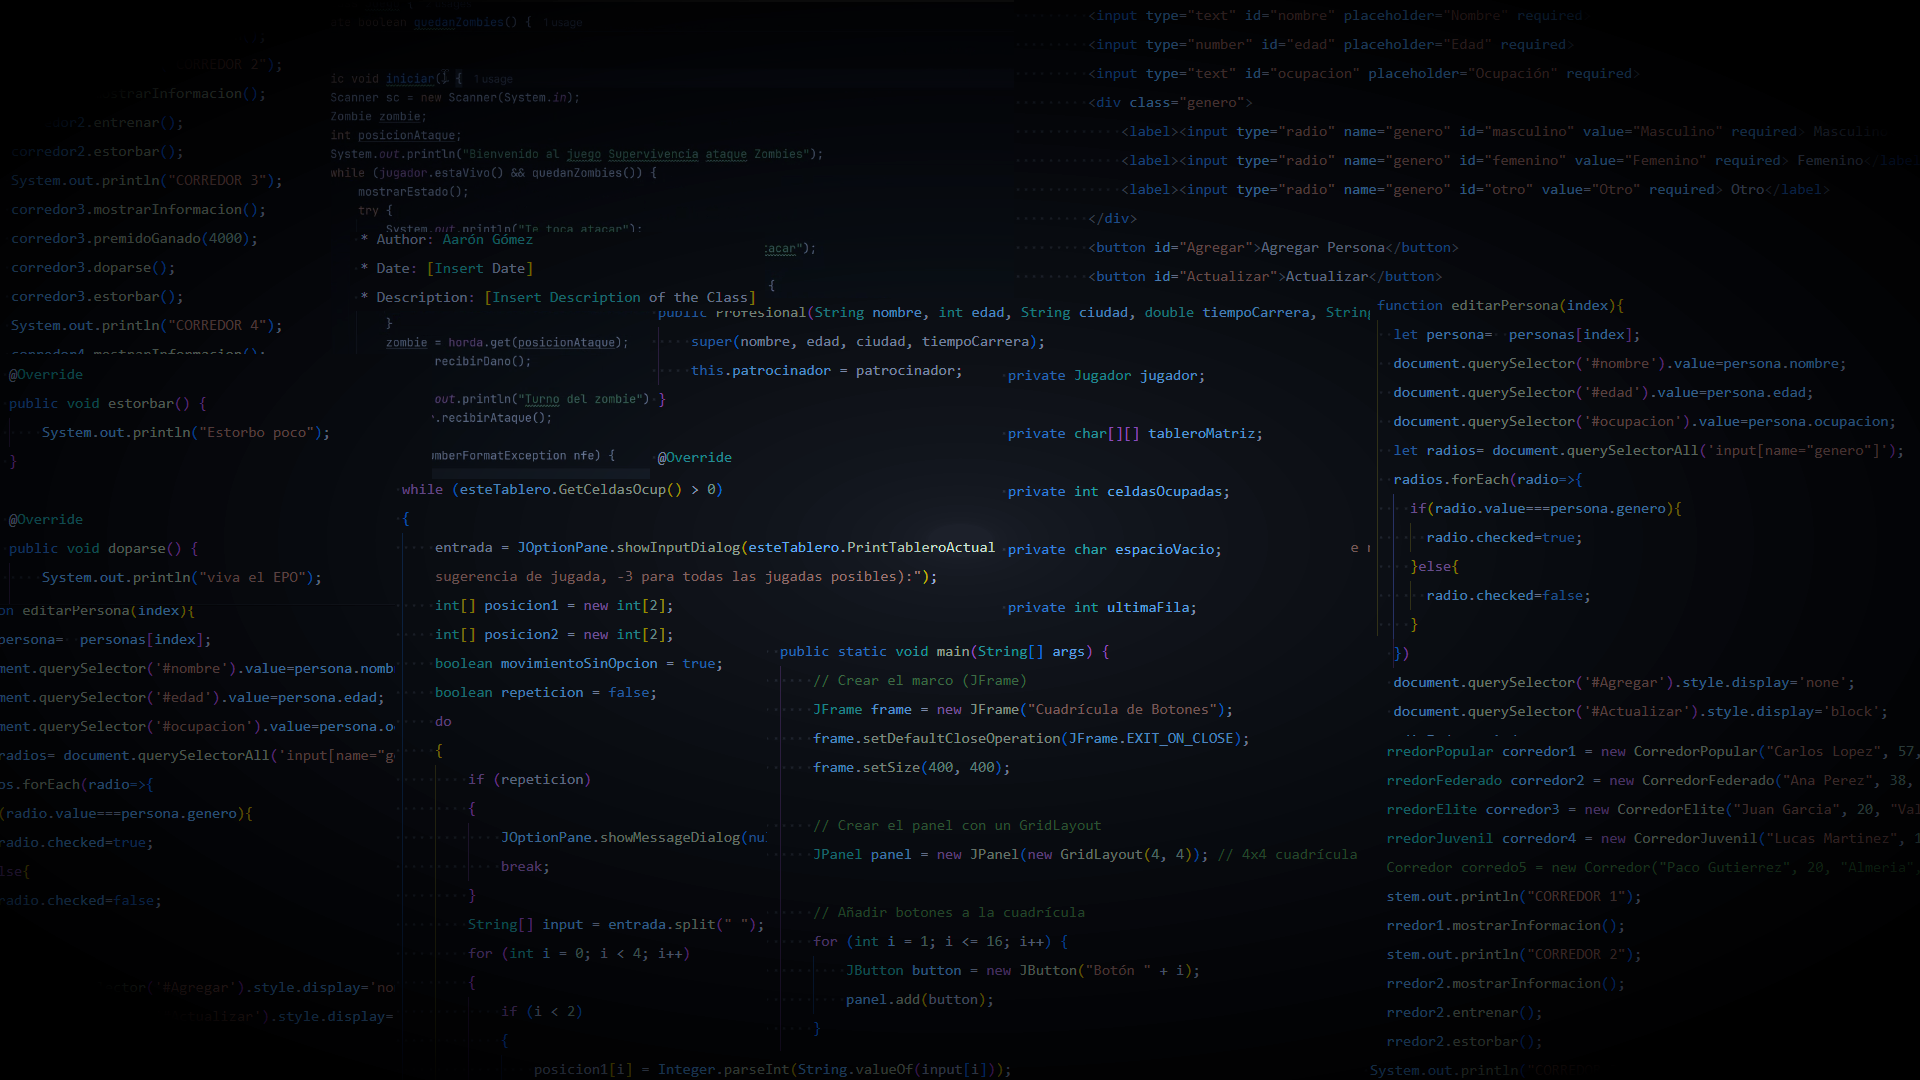 CORREDOR 2");
strarInformacion();
ar2.entrenar();
corredor2.estorbar();
System.out.println("CORREDOR 3");
corredor3.mostrarInformacion();
corredor3.premidoGanado(4000);
corredor3.doparse();
corredor3.estorbar();
System.out.println("CORREDOR 4");
@Override
public void estorbar() {
System.out.println("Estorbo poco");
}
@Override
public void doparse() {
System.out.println("viva el EPO");
on editarPersona(index){
persona= personas[index];
ment.querySelector('#nombre').value=persona.nomb
ment.querySelector('#edad').value=persona.edad;
ment.querySelector('#ocupacion').value=persona.o
radios= document.querySelectorAll('input[name="g
os.forEach(radio=>{
(radio.value===persona.genero){
radio.checked=true;
lse{
radio.checked=false;
ctor('#Agregar').style.display='no
tualizar').style.display=
boolean quedanZombies() { 1 usage
ic void iniciar() { 1 usage
Scanner sc = new Scanner(System.in);
Zombie zombie;
int posicionAtaque;
System.out.println("Bienvenido al juego Supervivencia ataque Zombies");
while (jugador.estaVivo() && quedanZombies()) {
mostrarEstado();
try {
System.out.println("Te toca atacar");
* Author: Aarón Gómez
* Date: [Insert Date]
* Description: [Insert Description of the Class]
acar");
{
}
zombie = horda.get(posicionAtaque);
recibirDano();
out.println("Turno del zombie")
.recibirAtaque();
mberFormatException nfe) {
public Profesional(String nombre, int edad, String ciudad, double tiempoCarrera, String
super(nombre, edad, ciudad, tiempoCarrera);
this.patrocinador = patrocinador;
}
@Override
while (esteTablero.GetCeldasOcup() > 0)
{
entrada = JOptionPane.showInputDialog(esteTablero.PrintTableroActual
sugerencia de jugada, -3 para todas las jugadas posibles):");
int[] posicion1 = new int[2];
int[] posicion2 = new int[2];
boolean movimientoSinOpcion = true;
boolean repeticion = false;
do
{
if (repeticion)
{
JOptionPane.showMessageDialog(nu
break;
}
String[] input = entrada.split(" ");
for (int i = 0; i < 4; i++)
{
if (i < 2)
{
posicion1[i] = Integer.parseInt(String.valueOf(input[i]));
private Jugador jugador;
private char[][] tableroMatriz;
private int celdasOcupadas;
private char espacioVacio;
private int ultimaFila;
public static void main(String[] args) {
// Crear el marco (JFrame)
JFrame frame = new JFrame("Cuadrícula de Botones");
frame.setDefaultCloseOperation(JFrame.EXIT_ON_CLOSE);
frame.setSize(400, 400);
// Crear el panel con un GridLayout
JPanel panel = new JPanel(new GridLayout(4, 4)); // 4x4 cuadrícula
// Añadir botones a la cuadrícula
for (int i = 1; i <= 16; i++) {
JButton button = new JButton("Botón " + i);
panel.add(button);
}
<input type="text" id="nombre" placeholder="Nombre" required>
<input type="number" id="edad" placeholder="Edad" required>
<input type="text" id="ocupacion" placeholder="Ocupación" required>
<div class="genero">
<label><input type="radio" name="genero" id="masculino" value="Masculino" required> Masculino
<label><input type="radio" name="genero" id="femenino" value="Femenino" required> Femenino</label>
<label><input type="radio" name="genero" id="otro" value="Otro" required> Otro</label>
</div>
<button id="Agregar">Agregar Persona</button>
<button id="Actualizar">Actualizar</button>
function editarPersona(index){
let persona= personas[index];
document.querySelector('#nombre').value=persona.nombre;
document.querySelector('#edad').value=persona.edad;
document.querySelector('#ocupacion').value=persona.ocupacion;
let radios= document.querySelectorAll('input[name="genero"]');
radios.forEach(radio=>{
if(radio.value===persona.genero){
radio.checked=true;
}else{
radio.checked=false;
}
})
document.querySelector('#Agregar').style.display='none';
document.querySelector('#Actualizar').style.display='block';
rredorPopular corredor1 = new CorredorPopular("Carlos Lopez", 57,
rredorFederado corredor2 = new CorredorFederado("Ana Perez", 38,
rredorElite corredor3 = new CorredorElite("Juan Garcia", 20, "Val
rredorJuvenil corredor4 = new CorredorJuvenil("Lucas Martinez", 1
Corredor corredo5 = new Corredor("Paco Gutierrez", 20, "Almeria",
stem.out.println("CORREDOR 1");
rredor1.mostrarInformacion();
stem.out.println("CORREDOR 2");
rredor2.mostrarInformacion();
rredor2.entrenar();
rredor2.estorbar();
System.out.println("CORRED